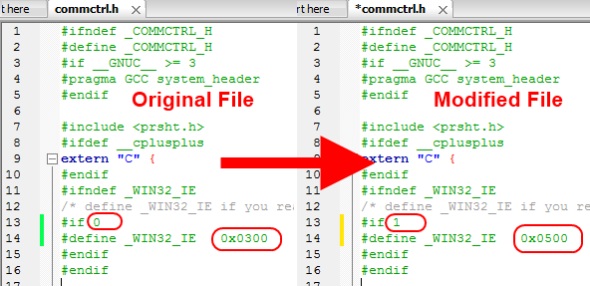 t here
commctrl.h
1 #ifndef _COMMCTRL_H
2 #define _COMMCTRL_H
3 #if __GNUC__ >= 3
4 #pragma GCC system_header
5 #endif
Original File
6
7 #include <prsht.h>
8 #ifdef __cplusplus
9 extern "C" {
10 #endif
11 #ifndef _WIN32_IE
12 /* define _WIN32_IE if you rea
13 #if 0
14 #define _WIN32_IE 0x0300
15 #endif
16 #endif
17
rt here
*commctrl.h
1 #ifndef _COMMCTRL_H
2 #define _COMMCTRL_H
3 #if __GNUC__ >= 3
4 #pragma GCC system_header
5 #endif
Modified File
6
7 #include <prsht.h>
8 #ifdef __cplusplus
9 extern "C" {
10 #endif
11 #ifndef _WIN32_IE
12 /* define _WIN32_IE if you re
13 #if 1
14 #define _WIN32_IE 0x0500
15 #endif
16 #endif
17